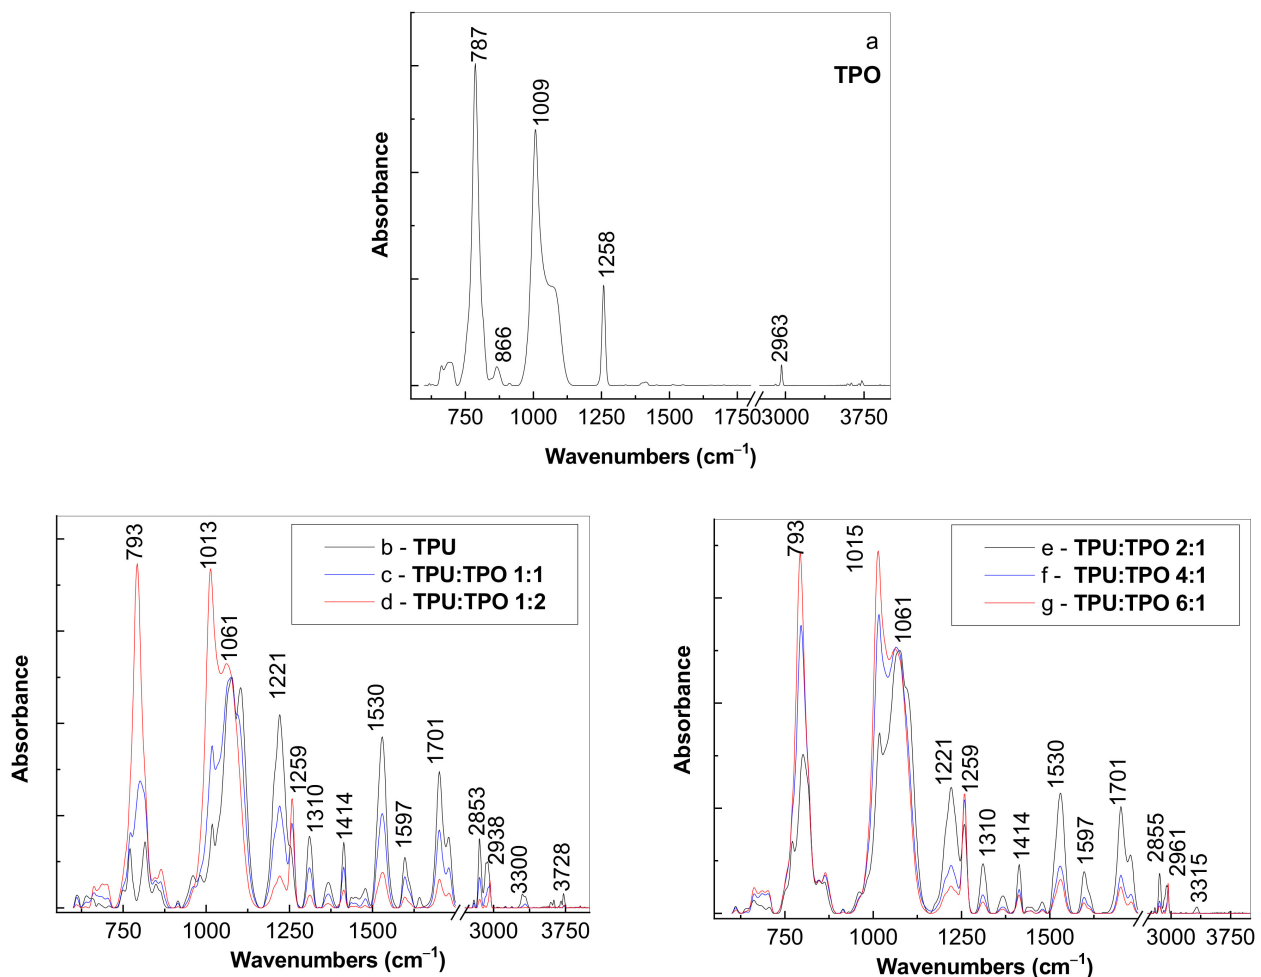 a
TPO
787
1009
866
1258
2963
Absorbance
750 1000 1250 1500 1750 3000 3750
Wavenumbers (cm⁻¹)
793
1013
1061
1221
1259
1310
1414
1530
1597
1701
2853
2938
3300
3728
b - TPU
c - TPU:TPO 1:1
d - TPU:TPO 1:2
Absorbance
750 1000 1250 1500 3000 3750
Wavenumbers (cm⁻¹)
793
1015
1061
1221
1259
1310
1414
1530
1597
1701
2855
2961
3315
e - TPU:TPO 2:1
f - TPU:TPO 4:1
g - TPU:TPO 6:1
Absorbance
750 1000 1250 1500 3000 3750
Wavenumbers (cm⁻¹)